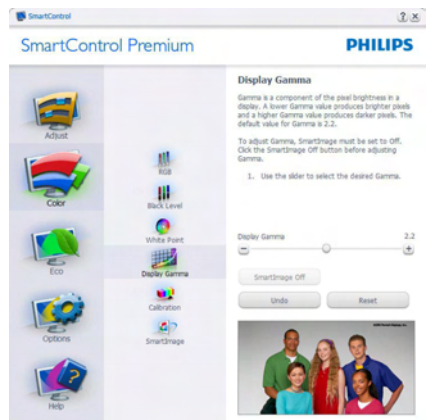 SmartControl
SmartControl Premium
PHILIPS
Adjust
Color
Eco
Options
Help
RGB
Black Level
White Point
Display Gamma
Calibration
SmartImage
Display Gamma
Gamma is a component of the pixel brightness in a
display. A lower Gamma value produces brighter pixels
and a higher Gamma value produces darker pixels. The
default value for Gamma is 2.2.
To adjust Gamma, SmartImage must be set to Off.
Click the SmartImage Off button before adjusting
Gamma.
1. Use the slider to select the desired Gamma.
Display Gamma 2.2
SmartImage Off
Undo Reset